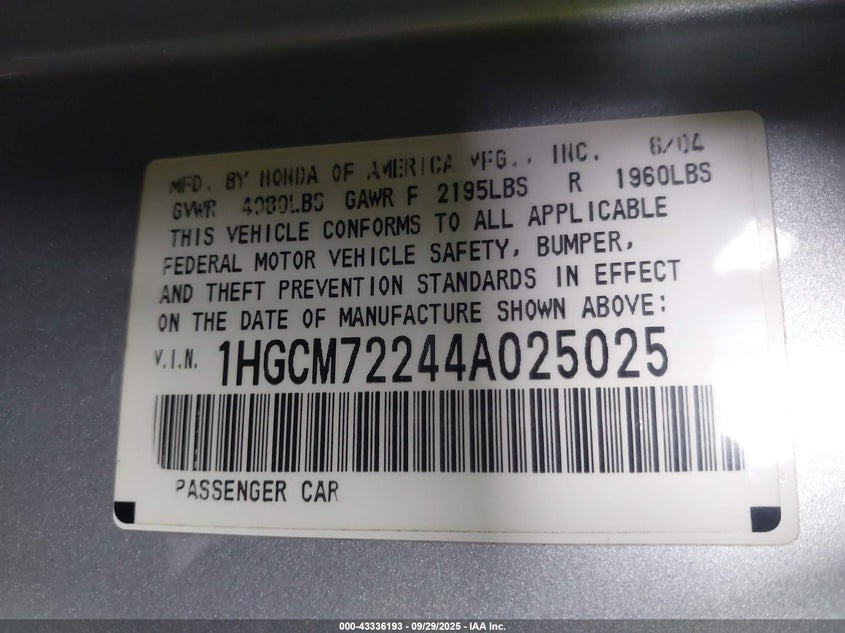 MFD. BY HONDA OF AMERICA MFG., INC. 6/04
GVWR 4080LBS GAWR F 2195LBS R 1960LBS
THIS VEHICLE CONFORMS TO ALL APPLICABLE
FEDERAL MOTOR VEHICLE SAFETY, BUMPER,
AND THEFT PREVENTION STANDARDS IN EFFECT
ON THE DATE OF MANUFACTURE SHOWN ABOVE:
V.I.N. 1HGCM72244A025025
PASSENGER CAR
000-43336193 - 09/29/2025 - IAA Inc.